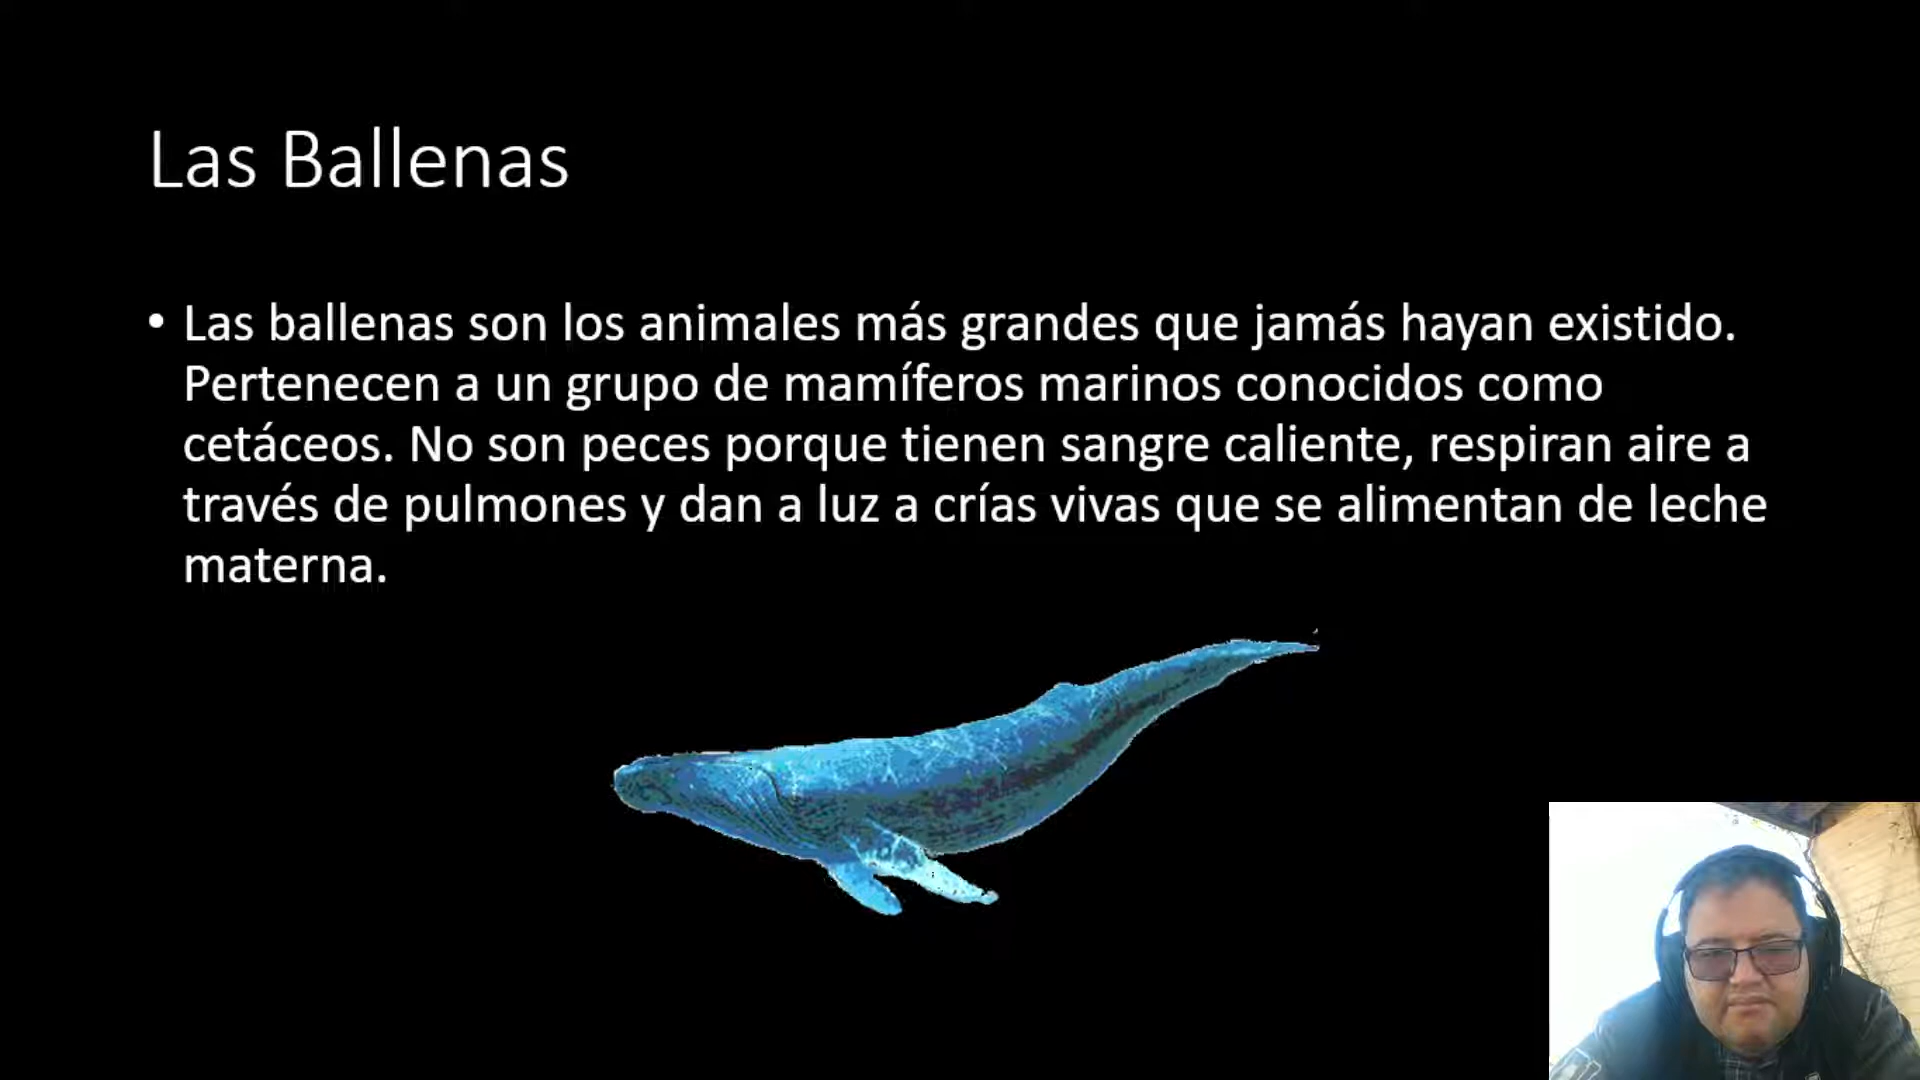 Las Ballenas
• Las ballenas son los animales más grandes que jamás hayan existido.
Pertenecen a un grupo de mamíferos marinos conocidos como
cetáceos. No son peces porque tienen sangre caliente, respiran aire a
través de pulmones y dan a luz a crías vivas que se alimentan de leche
materna.